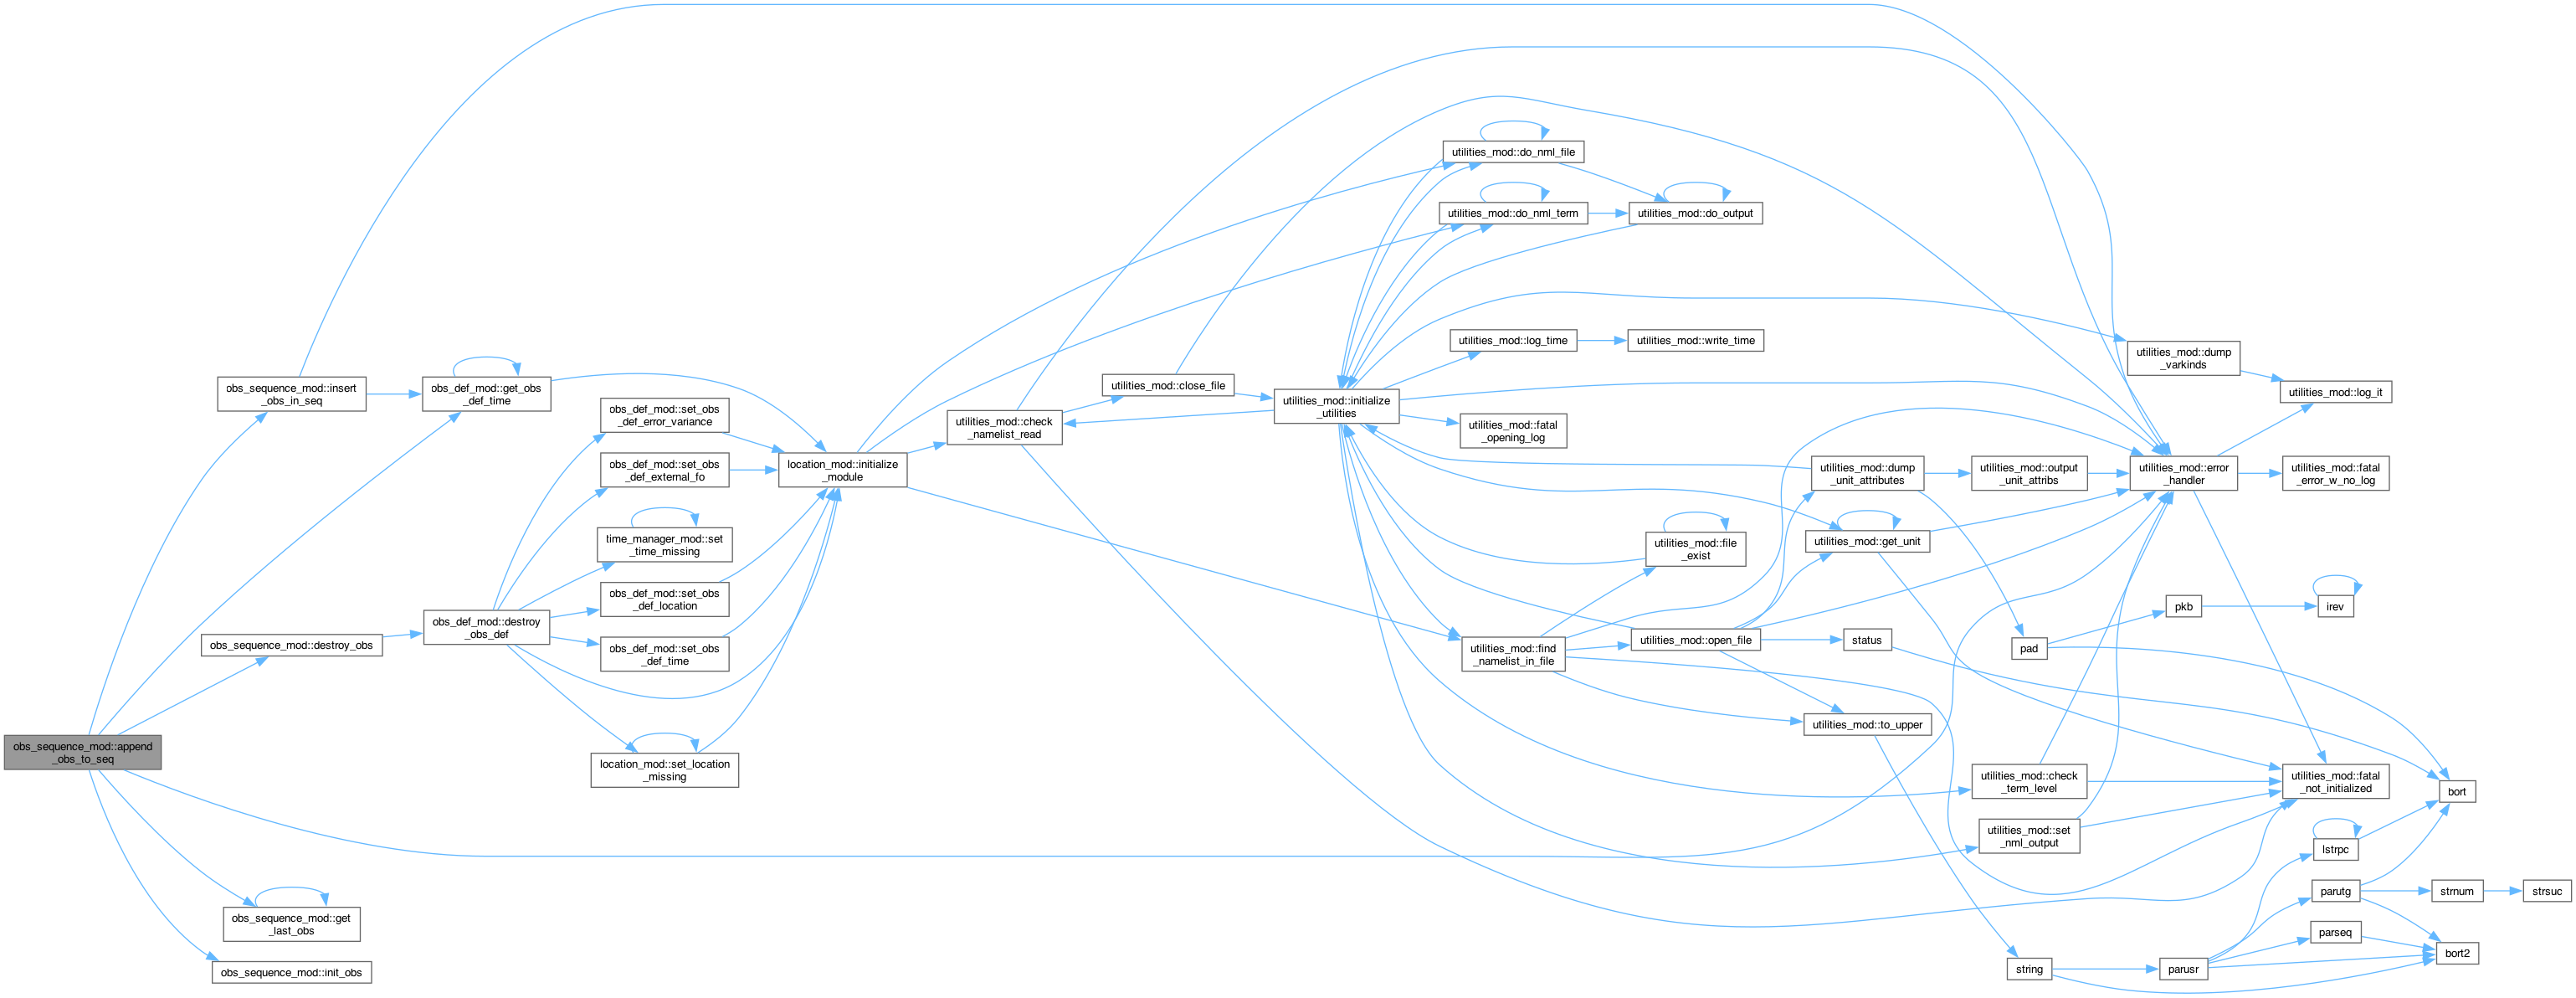 obs_sequence_mod::append
_obs_to_seq
obs_sequence_mod::insert
_obs_in_seq
obs_sequence_mod::destroy_obs
obs_sequence_mod::get
_last_obs
obs_sequence_mod::init_obs
obs_def_mod::get_obs
_def_time
obs_def_mod::destroy
_obs_def
obs_def_mod::set_obs
_def_error_variance
obs_def_mod::set_obs
_def_external_fo
time_manager_mod::set
_time_missing
obs_def_mod::set_obs
_def_location
obs_def_mod::set_obs
_def_time
location_mod::set_location
_missing
location_mod::initialize
_module
utilities_mod::check
_namelist_read
utilities_mod::close_file
utilities_mod::initialize
_utilities
utilities_mod::do_nml_file
utilities_mod::do_nml_term
utilities_mod::do_output
utilities_mod::log_time
utilities_mod::write_time
utilities_mod::fatal
_opening_log
utilities_mod::find
_namelist_in_file
utilities_mod::file
_exist
utilities_mod::open_file
utilities_mod::dump
_unit_attributes
utilities_mod::get_unit
status
utilities_mod::to_upper
utilities_mod::output
_unit_attribs
pad
utilities_mod::check
_term_level
utilities_mod::set
_nml_output
string
utilities_mod::dump
_varkinds
utilities_mod::error
_handler
pkb
parusr
utilities_mod::log_it
utilities_mod::fatal
_error_w_no_log
irev
utilities_mod::fatal
_not_initialized
lstrpc
parutg
parseq
bort
strnum
bort2
strsuc